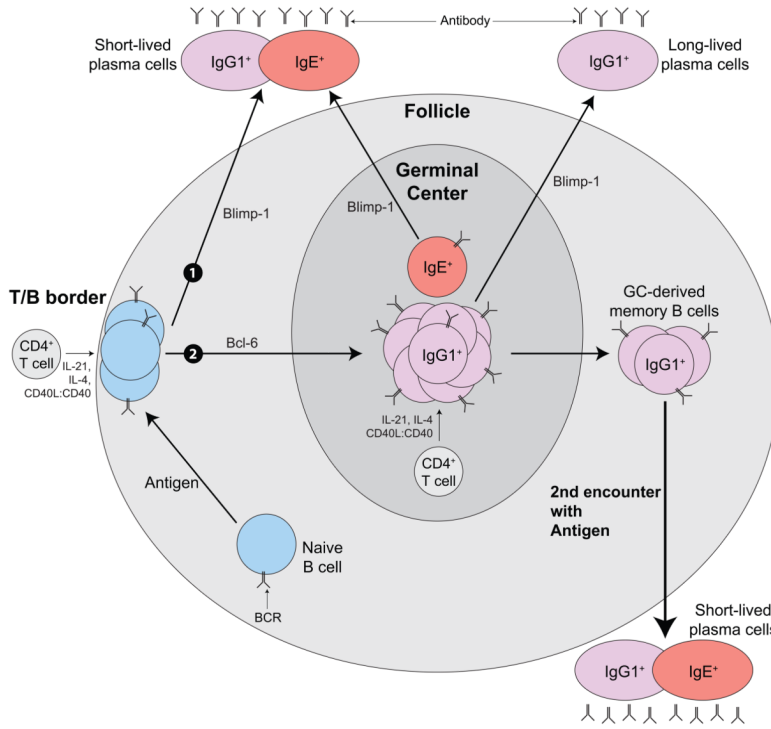 Antibody
Short-lived
plasma cells
IgG1+
IgE+
IgG1+
Long-lived
plasma cells
Follicle
Germinal
Center
Blimp-1
Blimp-1
Blimp-1
IgE+
1
T/B border
CD4+
T cell
IL-21,
IL-4,
CD40L:CD40
2
Bcl-6
IgG1+
GC-derived
memory B cells
IgG1+
IL-21, IL-4
CD40L:CD40
CD4+
T cell
Antigen
2nd encounter
with
Antigen
Naive
B cell
BCR
Short-lived
plasma cells
IgG1+
IgE+